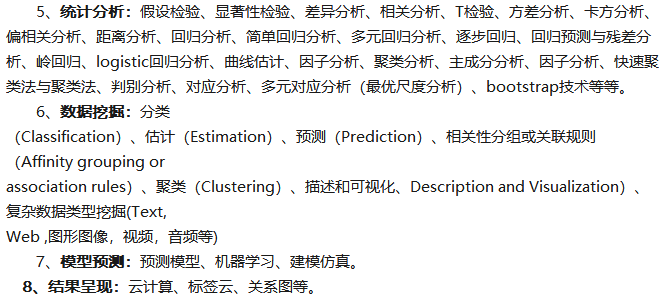 5、统计分析：假设检验、显著性检验、差异分析、相关分析、T检验、方差分析、卡方分析、
偏相关分析、距离分析、回归分析、简单回归分析、多元回归分析、逐步回归、回归预测与残差分
析、岭回归、logistic回归分析、曲线估计、因子分析、聚类分析、主成分分析、因子分析、快速聚
类法与聚类法、判别分析、对应分析、多元对应分析（最优尺度分析）、bootstrap技术等等。
6、数据挖掘：分类
（Classification）、估计（Estimation）、预测（Prediction）、相关性分组或关联规则
（Affinity grouping or
association rules）、聚类（Clustering）、描述和可视化、Description and Visualization）、
复杂数据类型挖掘(Text,
Web ,图形图像，视频，音频等)
7、模型预测：预测模型、机器学习、建模仿真。
8、结果呈现：云计算、标签云、关系图等。